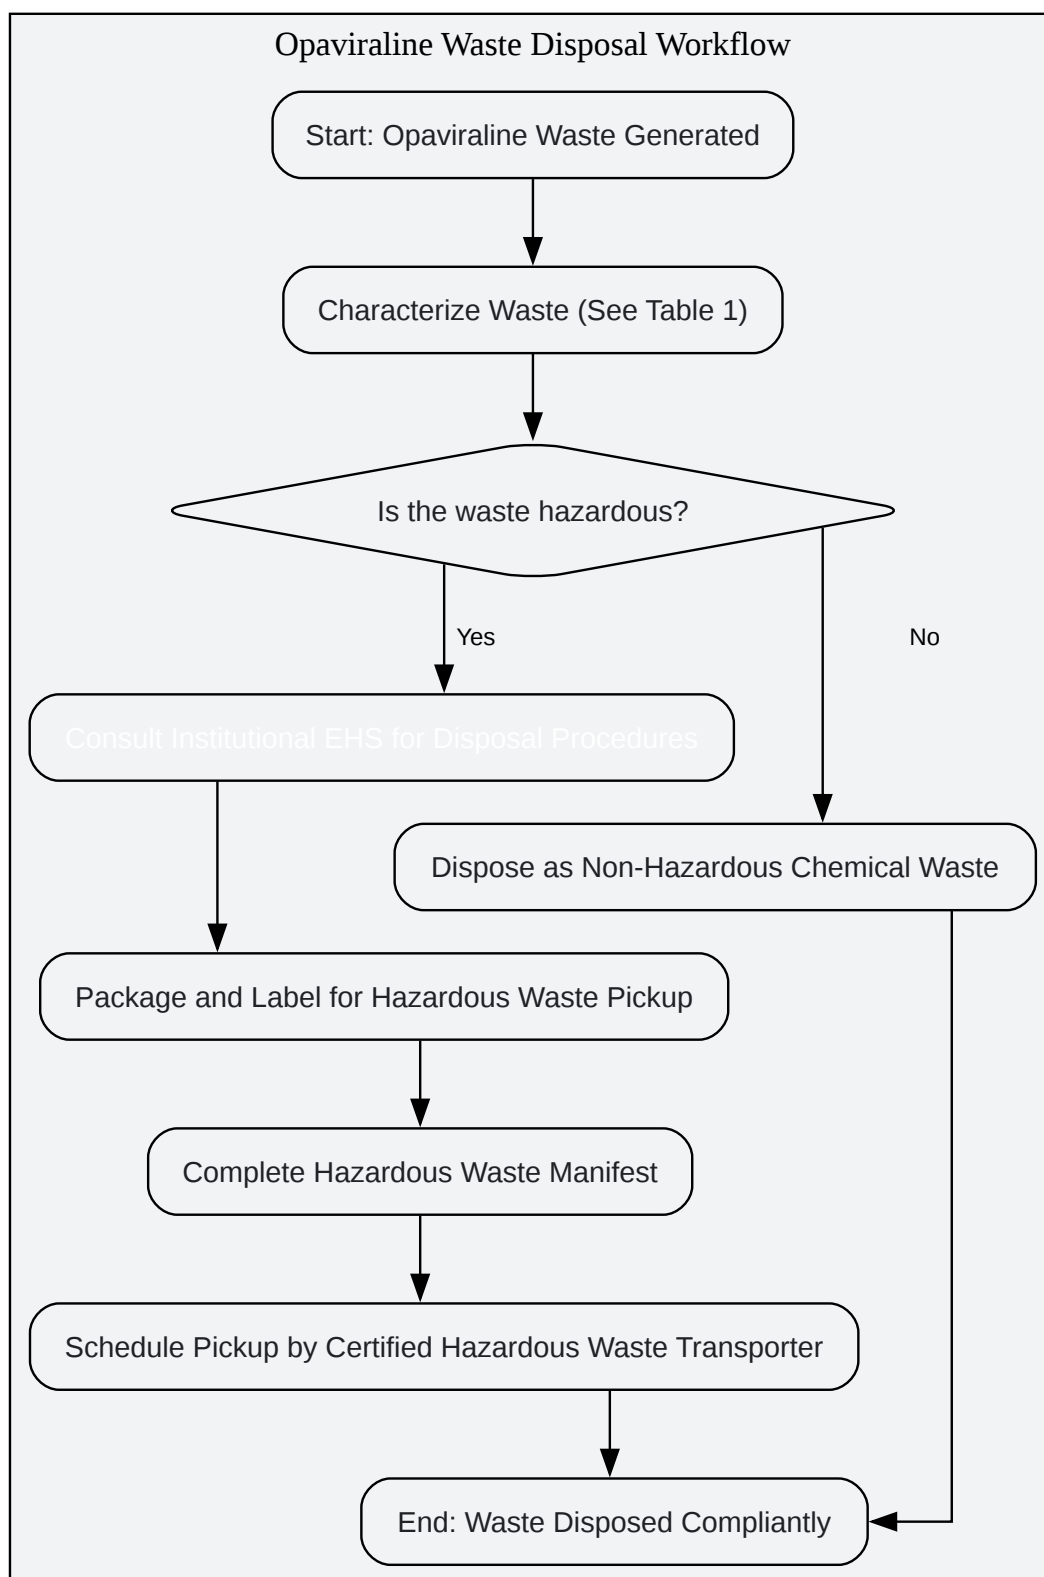 Opaviraline Waste Disposal Workflow
Start: Opaviraline Waste Generated
Characterize Waste (See Table 1)
Is the waste hazardous?
Yes
No
Consult Institutional EHS for Disposal Procedures
Dispose as Non-Hazardous Chemical Waste
Package and Label for Hazardous Waste Pickup
Complete Hazardous Waste Manifest
Schedule Pickup by Certified Hazardous Waste Transporter
End: Waste Disposed Compliantly